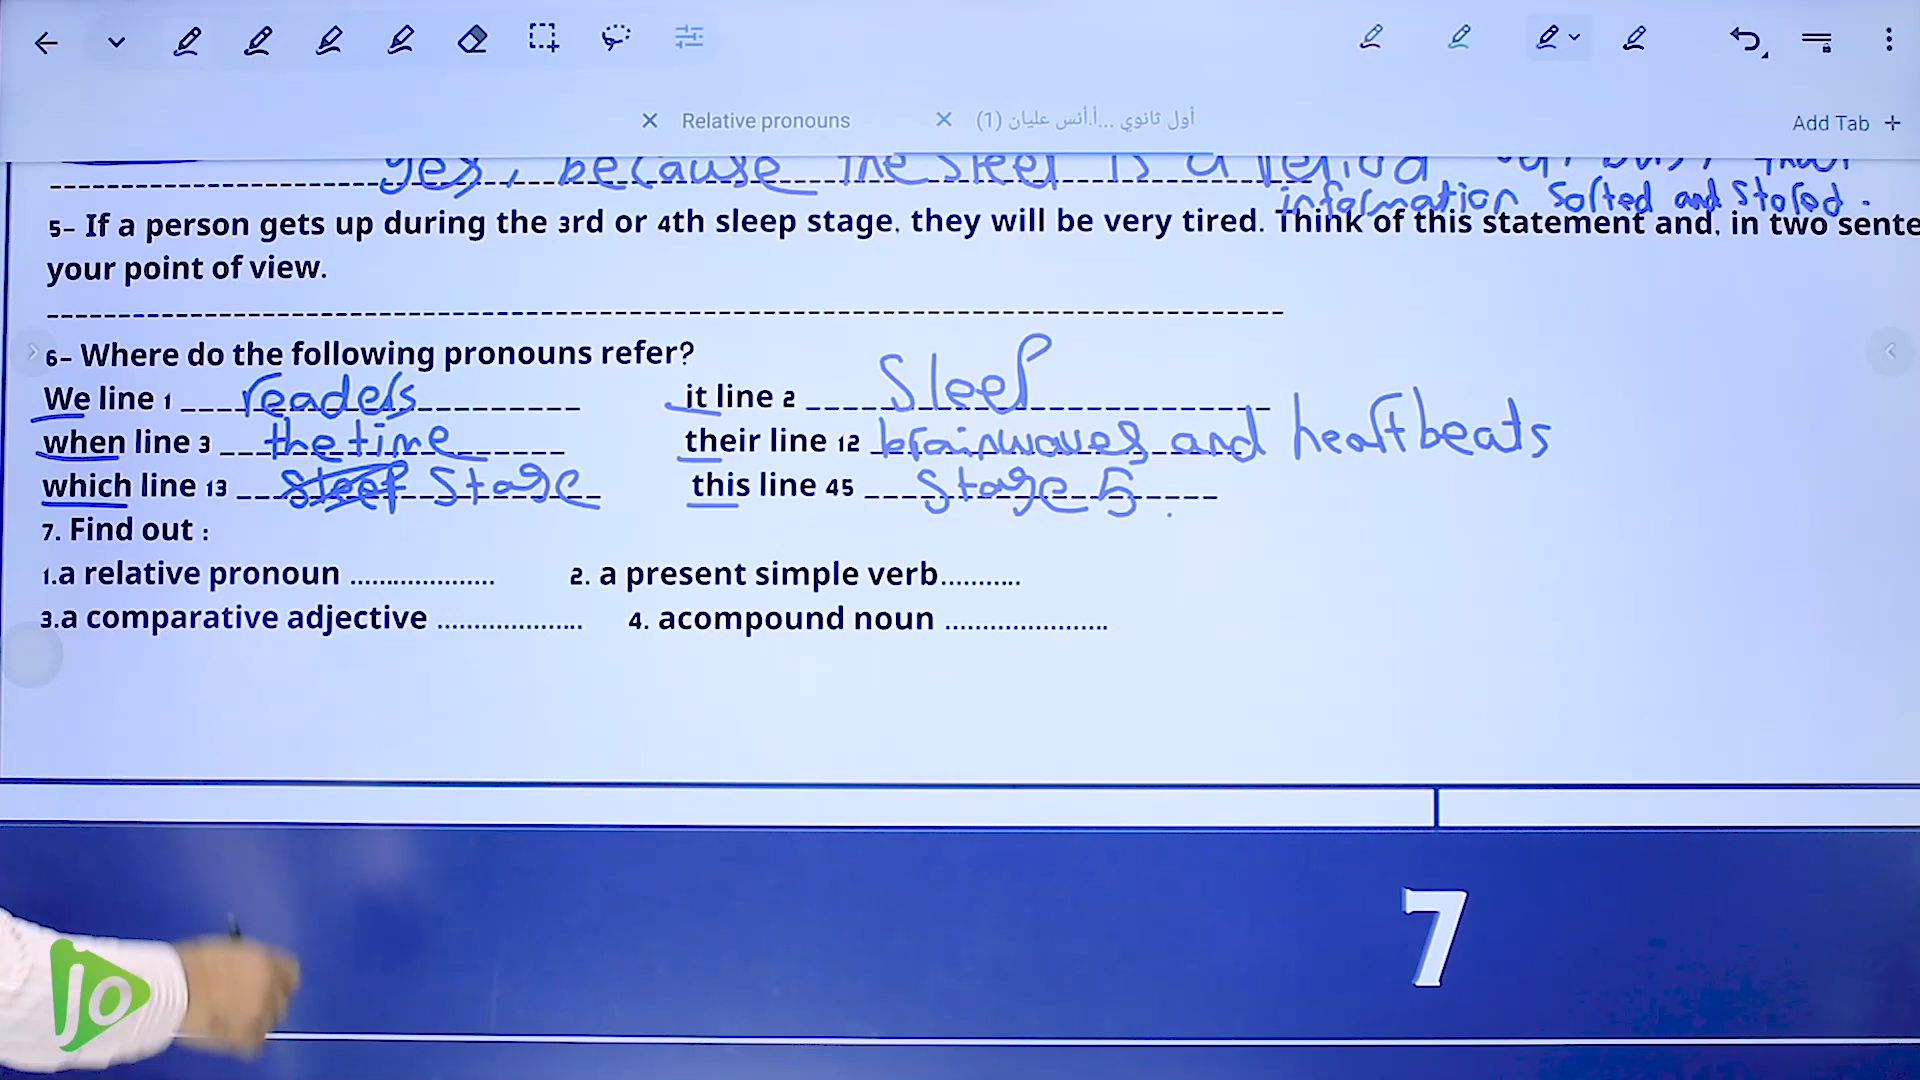 Relative pronouns
أول ثانوي ...أ.أنس عليان (1)
Add Tab
yes, because the sleep is a period
information sorted and stored.
5- If a person gets up during the 3rd or 4th sleep stage, they will be very tired. Think of this statement and, in two sente
your point of view.
6- Where do the following pronouns refer?
We line 1 readers it line 2 sleep
when line 3 the time their line 12 brainwaves and heartbeats
which line 13 sleep stage this line 45 stage 5.
7. Find out :
1.a relative pronoun .................... 2. a present simple verb...........
3.a comparative adjective .................... 4. acompound noun ......................
7
Jo